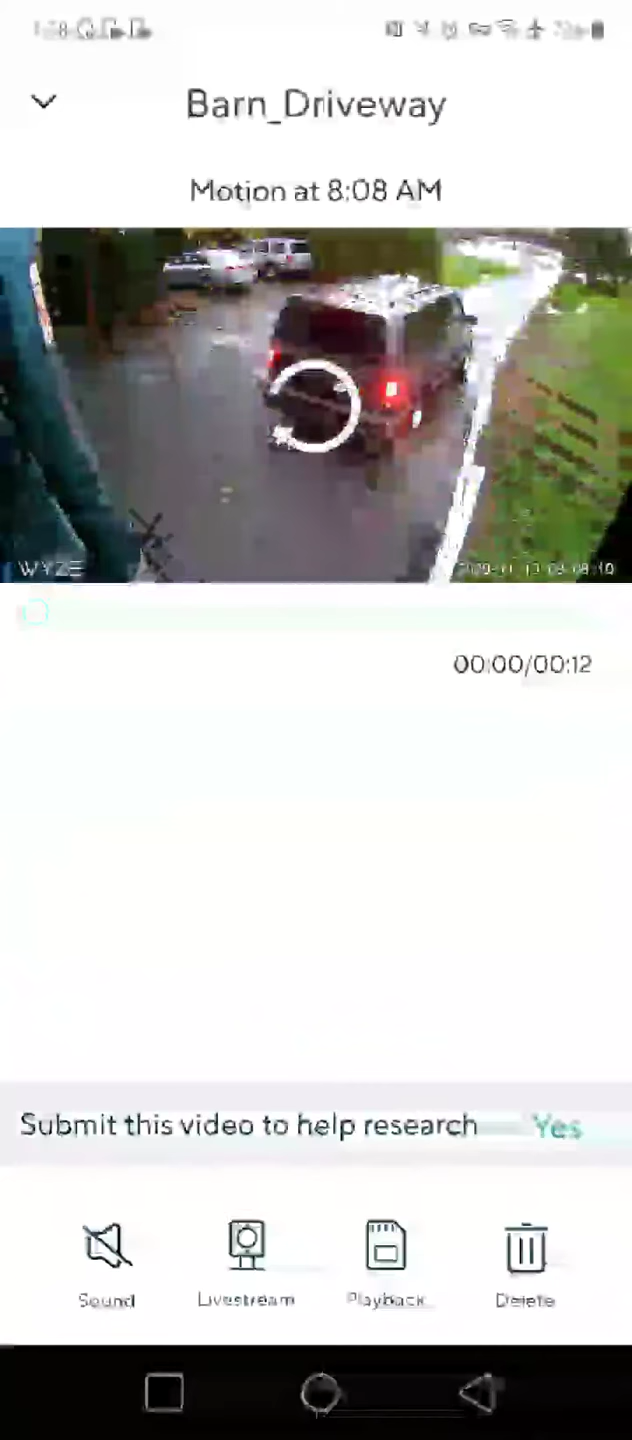 Barn_Driveway
Motion at 8:08 AM
WYZE
00:00/00:12
Submit this video to help research Yes
Sound Livestream Playback Delete